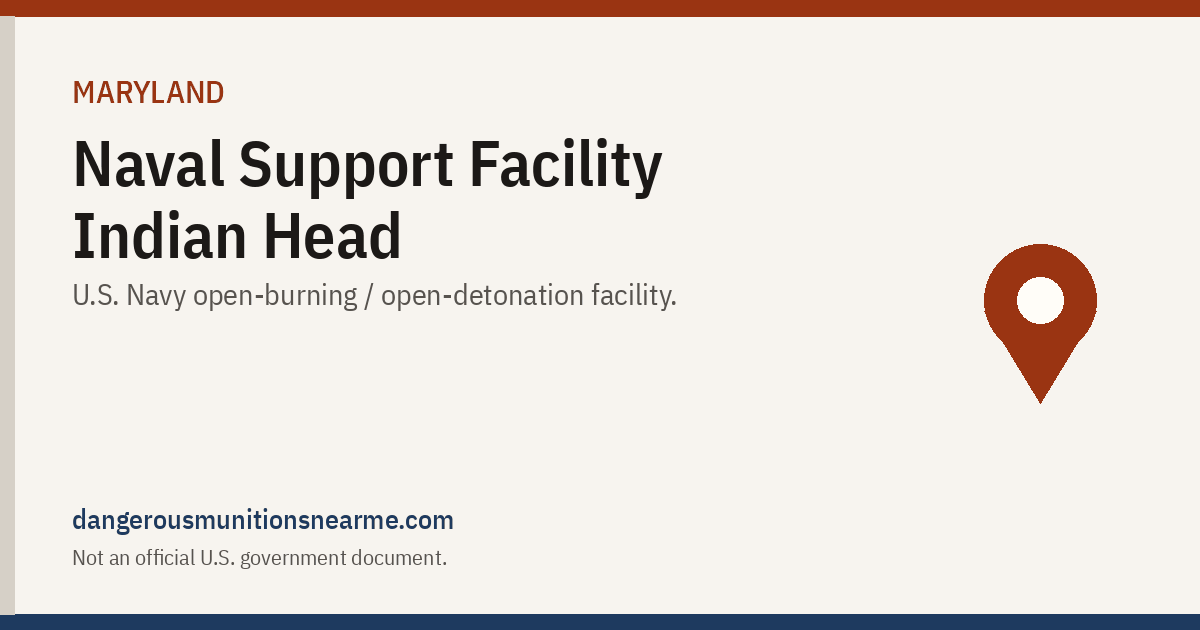 MARYLAND
Naval Support Facility
Indian Head
U.S. Navy open-burning / open-detonation facility.
dangerousmunitionsnearme.com
Not an official U.S. government document.